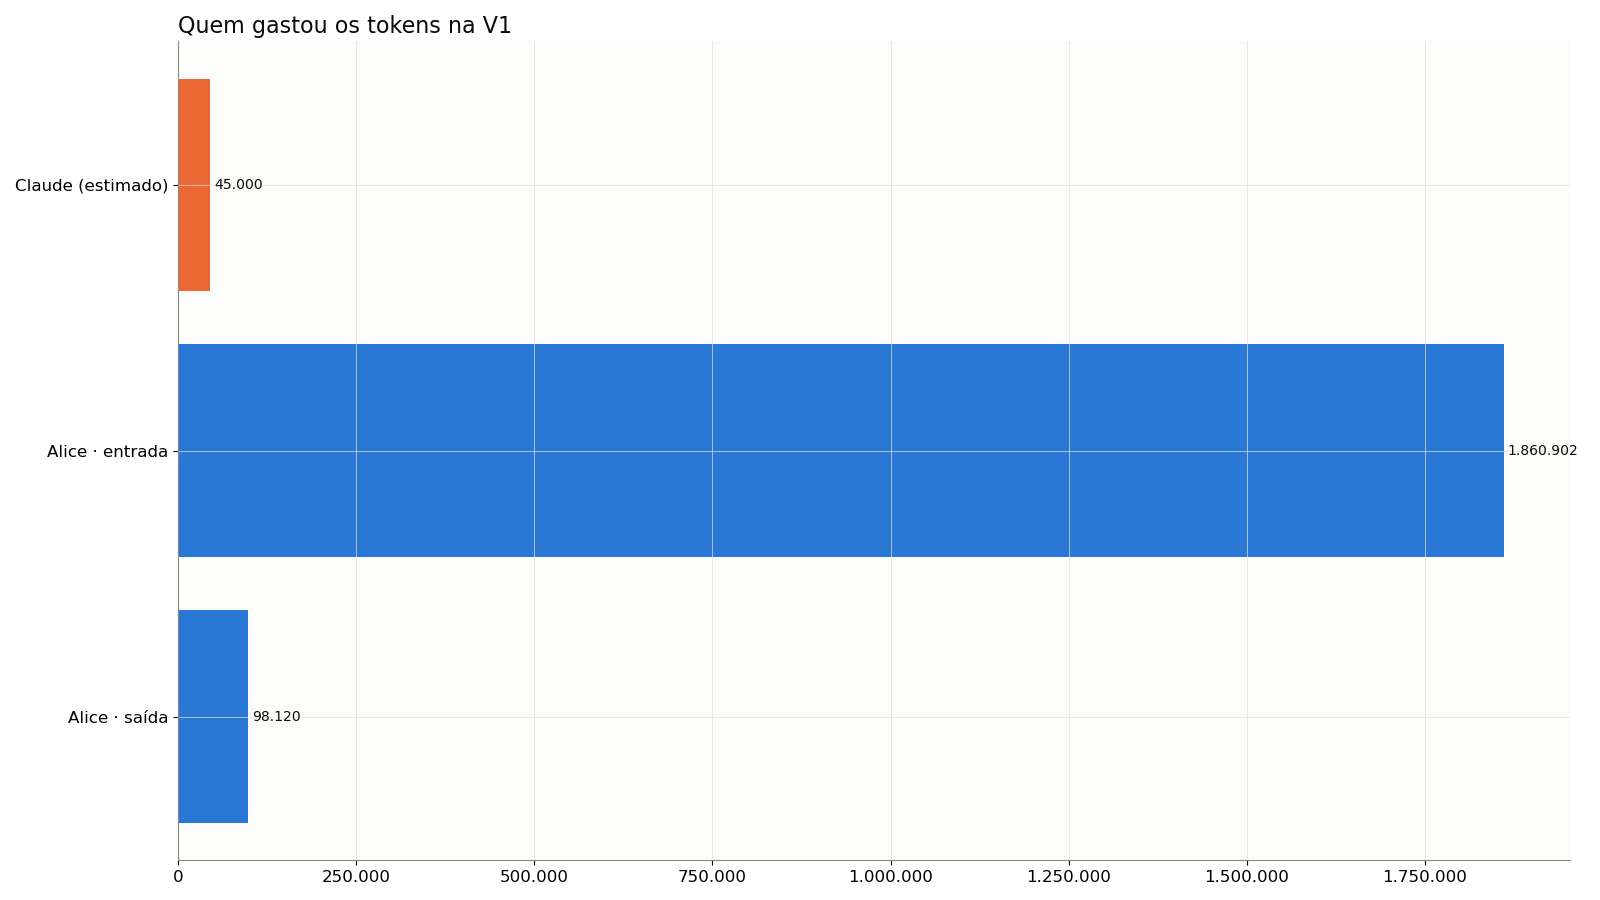 Quem gastou os tokens na V1
Claude (estimado)
45.000
Alice · entrada
1.860.902
Alice · saída
98.120
0
250.000
500.000
750.000
1.000.000
1.250.000
1.500.000
1.750.000